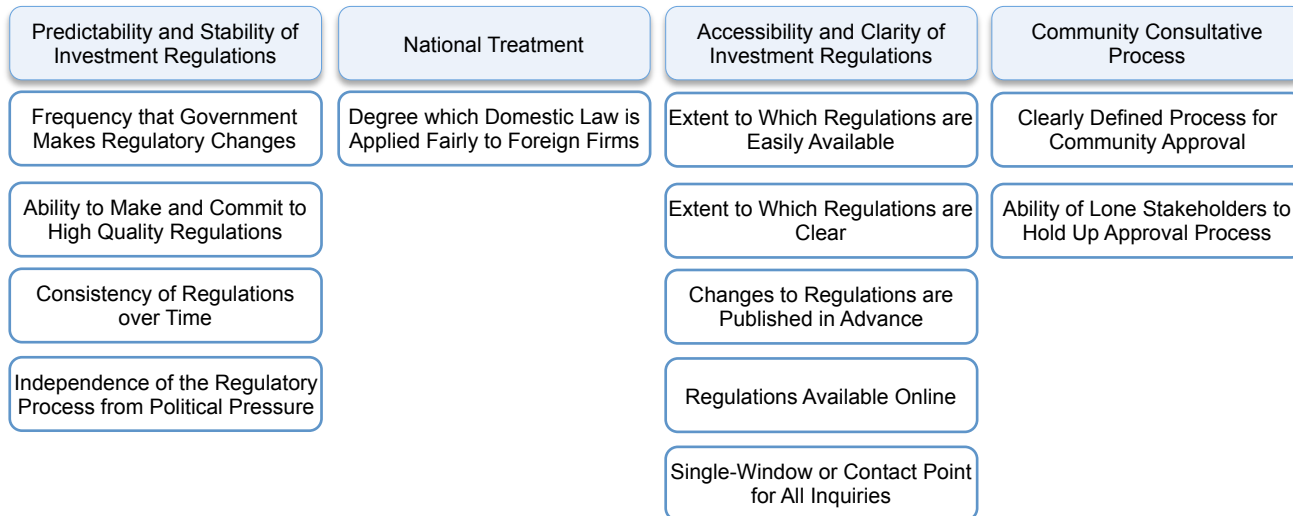 Predictability and Stability of
Investment Regulations
Frequency that Government
Makes Regulatory Changes
Ability to Make and Commit to
High Quality Regulations
Consistency of Regulations
over Time
Independence of the Regulatory
Process from Political Pressure
National Treatment
Degree which Domestic Law is
Applied Fairly to Foreign Firms
Accessibility and Clarity of
Investment Regulations
Extent to Which Regulations are
Easily Available
Extent to Which Regulations are
Clear
Changes to Regulations are
Published in Advance
Regulations Available Online
Single-Window or Contact Point
for All Inquiries
Community Consultative
Process
Clearly Defined Process for
Community Approval
Ability of Lone Stakeholders to
Hold Up Approval Process